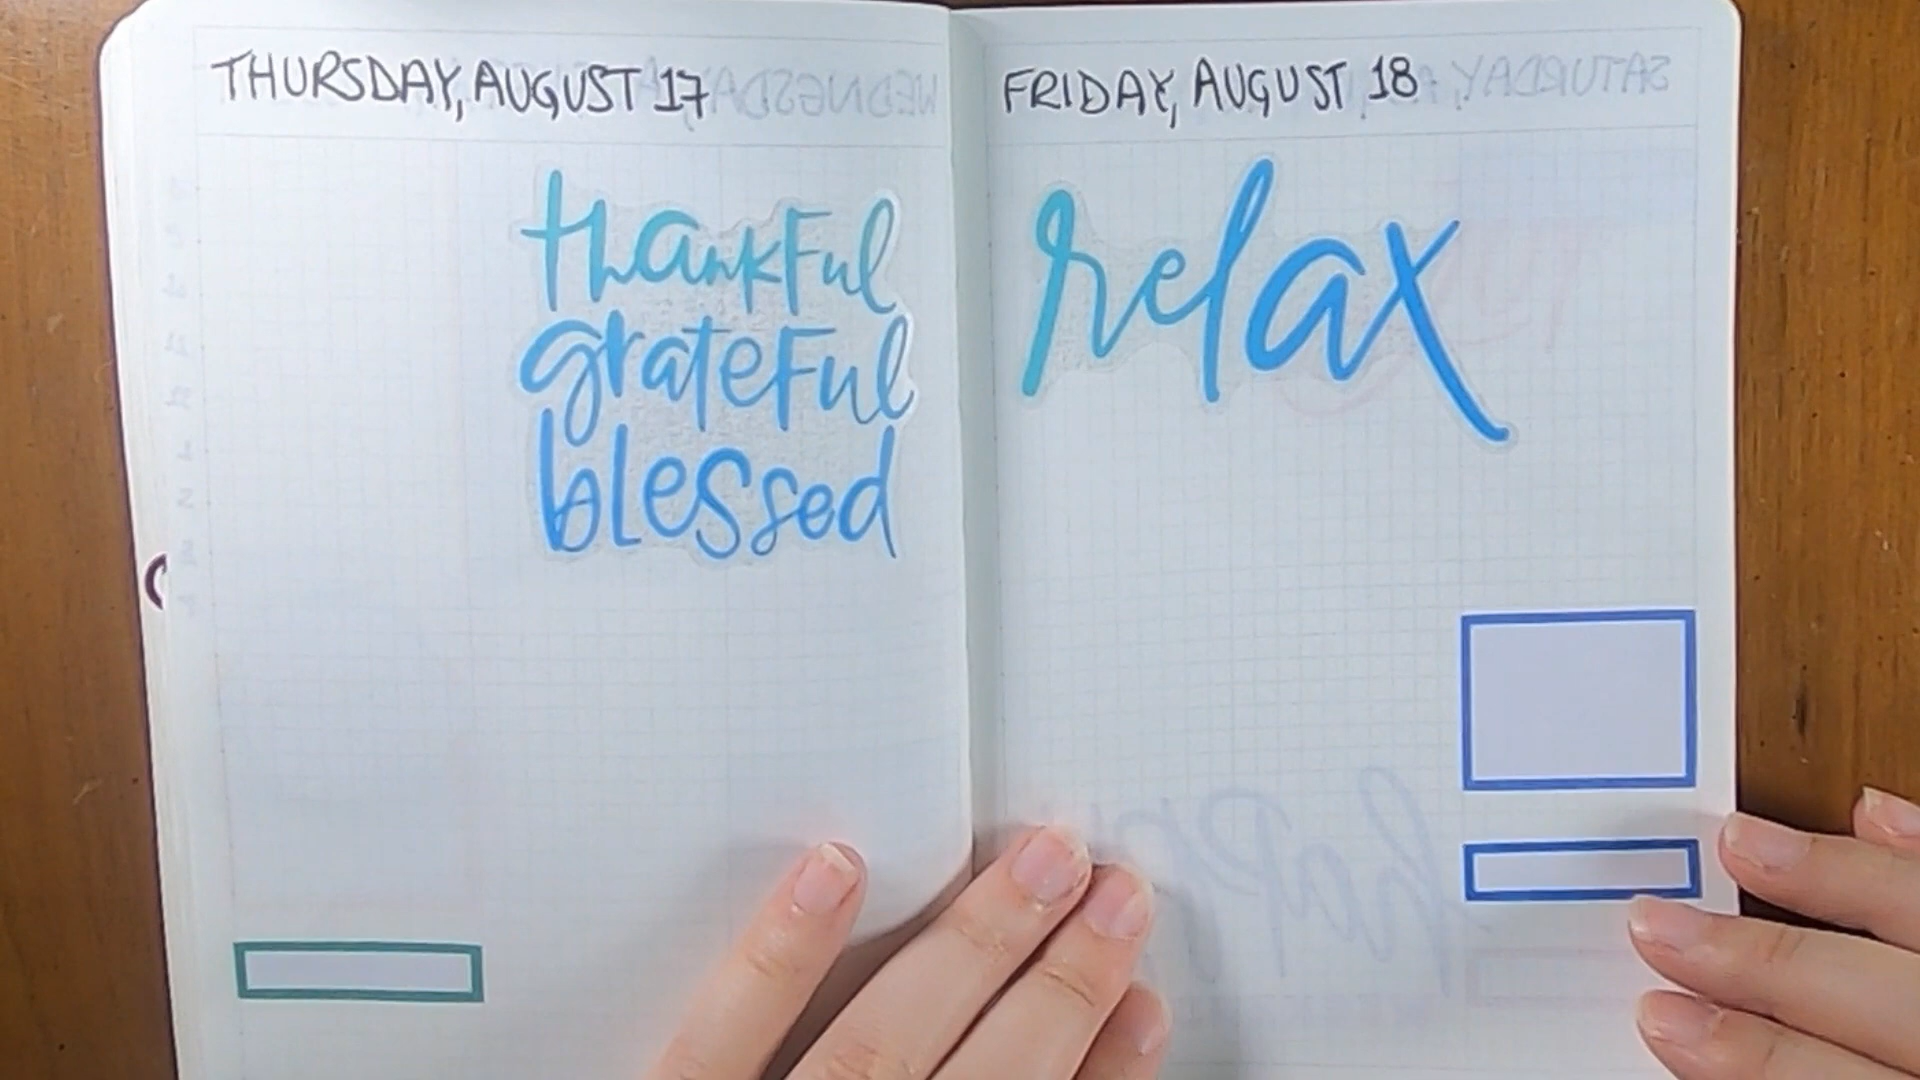 THURSDAY, AUGUST 17
thankful
grateful
blessed
FRIDAY, AUGUST 18
relax